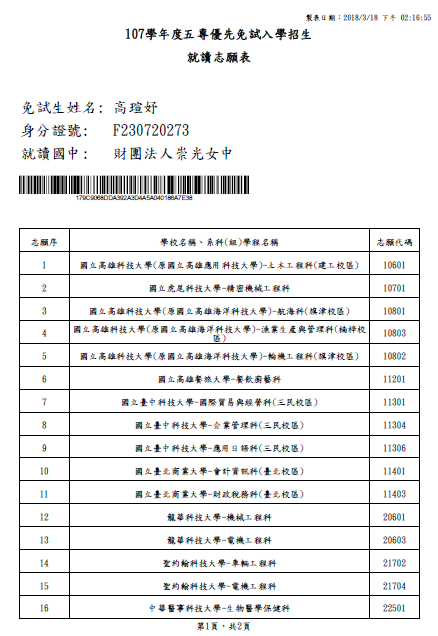 製表日期：2018/3/18 下午 02:16:55
107學年度五專優先免試入學招生
就讀志願表
免試生姓名: 高瑄妤
身分證號: F230720273
就讀國中: 財團法人崇光女中
179C9068DDA392A3D4A5A040186A7E38
志願序 學校名稱、系科(組)學程名稱 志願代碼
1 國立高雄科技大學(原國立高雄應用科技大學)-土木工程科(建工校區) 10601
2 國立虎尾科技大學-精密機械工程科 10701
3 國立高雄科技大學(原國立高雄海洋科技大學)-航海科(旗津校區) 10801
4 國立高雄科技大學(原國立高雄海洋科技大學)-漁業生產與管理科(楠梓校
區) 10803
5 國立高雄科技大學(原國立高雄海洋科技大學)-輪機工程科(旗津校區) 10802
6 國立高雄餐旅大學-餐飲廚藝科 11201
7 國立臺中科技大學-國際貿易與經營科(三民校區) 11301
8 國立臺中科技大學-企業管理科(三民校區) 11304
9 國立臺中科技大學-應用日語科(三民校區) 11306
10 國立臺北商業大學-會計資訊科(臺北校區) 11401
11 國立臺北商業大學-財政稅務科(臺北校區) 11403
12 龍華科技大學-機械工程科 20601
13 龍華科技大學-電機工程科 20603
14 聖約翰科技大學-車輛工程科 21702
15 聖約翰科技大學-電機工程科 21704
16 中華醫事科技大學-生物醫學保健科 22501
第1頁，共2頁